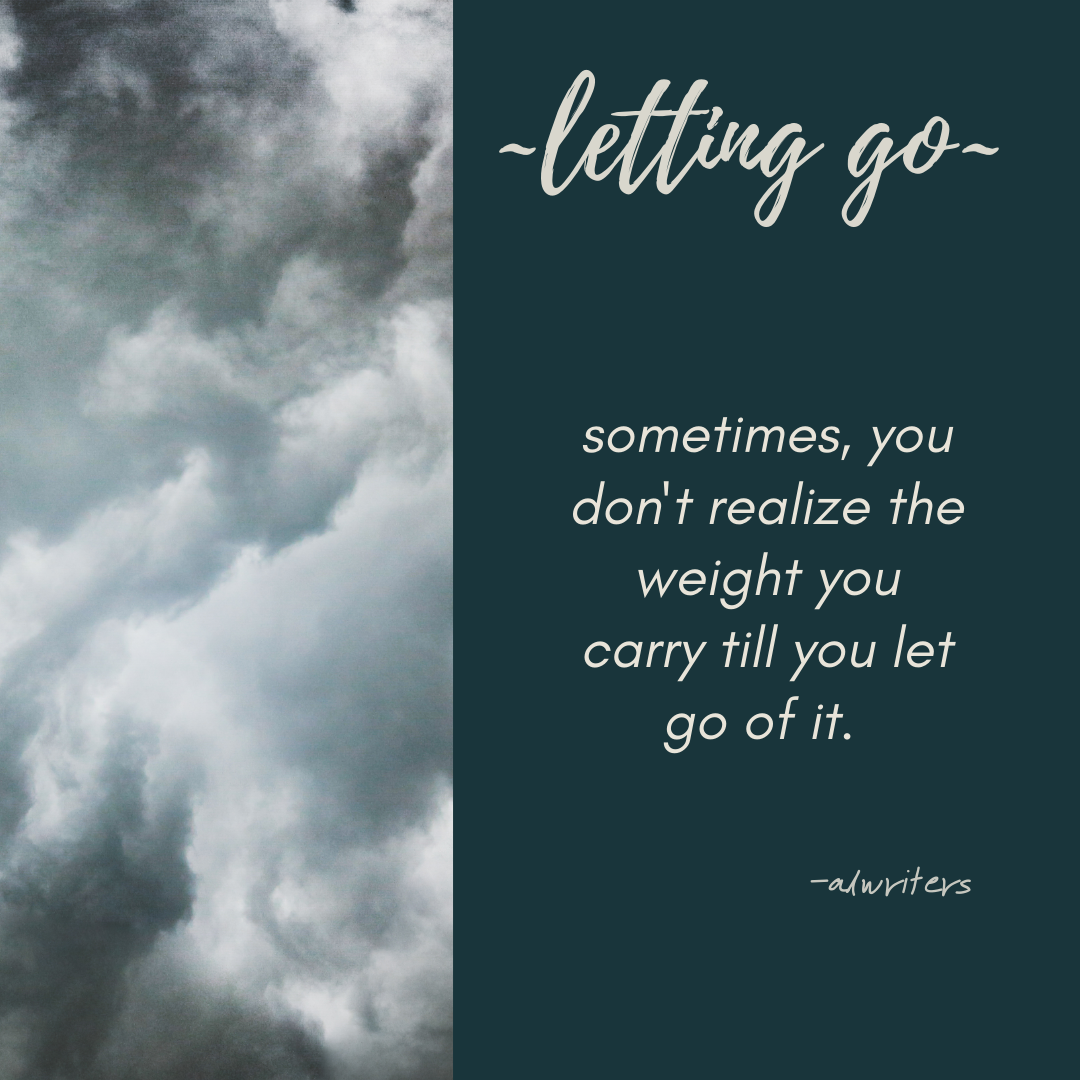 ~letting go~
sometimes, you
don't realize the
weight you
carry till you let
go of it.
-alwriters